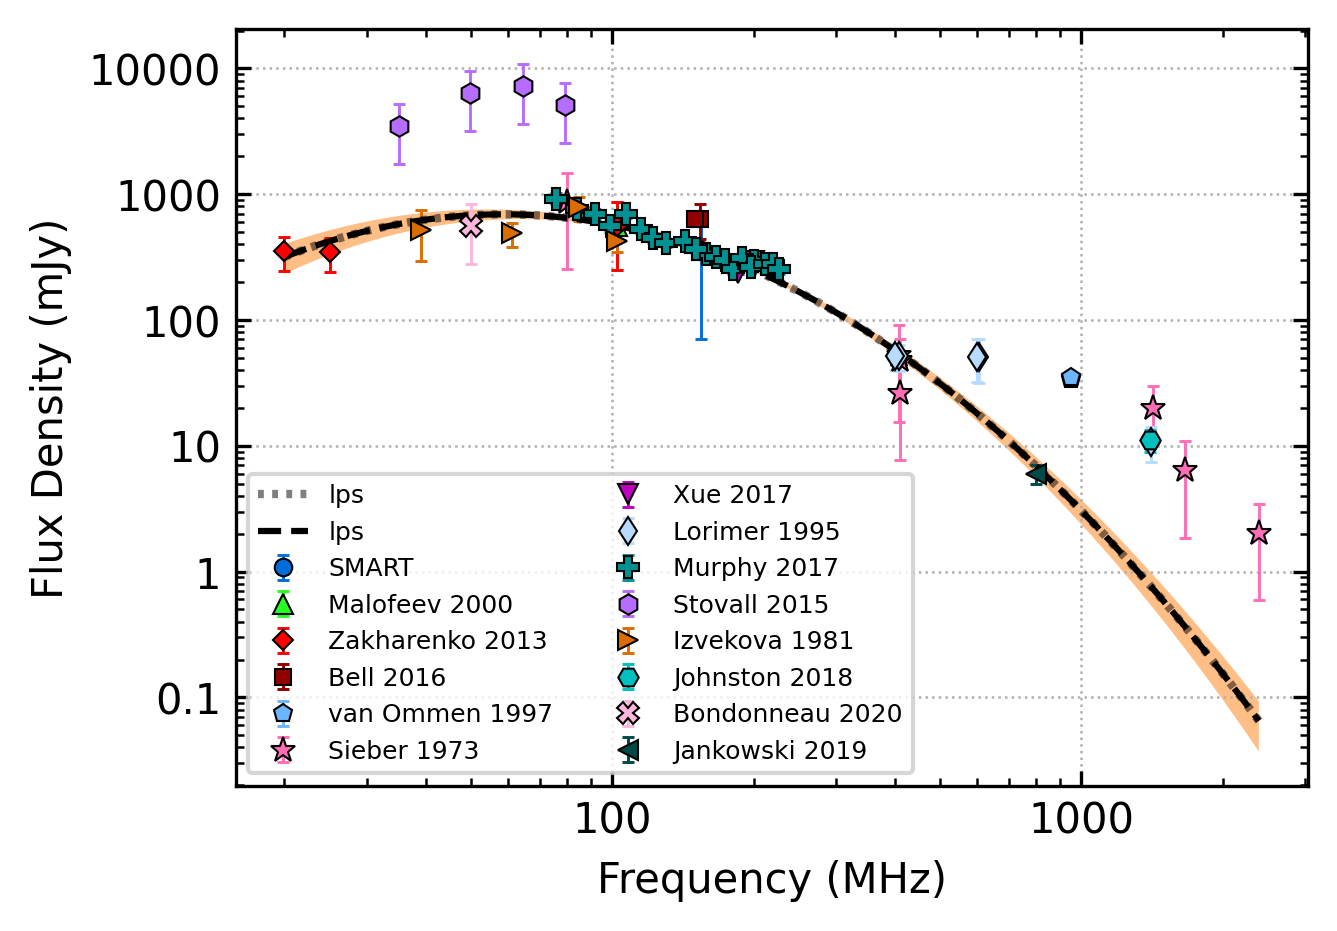 10000
1000
100
10
1
0.1
Flux Density (mJy)
lps
lps
SMART
Malofeev 2000
Zakharenko 2013
Bell 2016
van Ommen 1997
Sieber 1973
Xue 2017
Lorimer 1995
Murphy 2017
Stovall 2015
Izvekova 1981
Johnston 2018
Bondonneau 2020
Jankowski 2019
100
1000
Frequency (MHz)